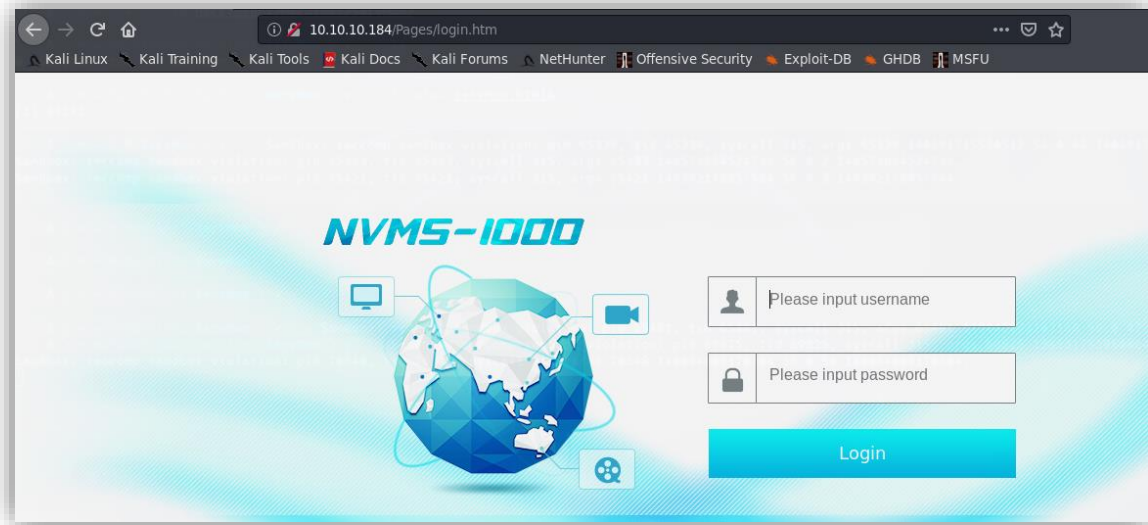 10.10.10.184/Pages/login.htm
Kali Linux Kali Training Kali Tools Kali Docs Kali Forums NetHunter Offensive Security Exploit-DB GHDB MSFU
NVMS-1000
Please input username
Please input password
Login